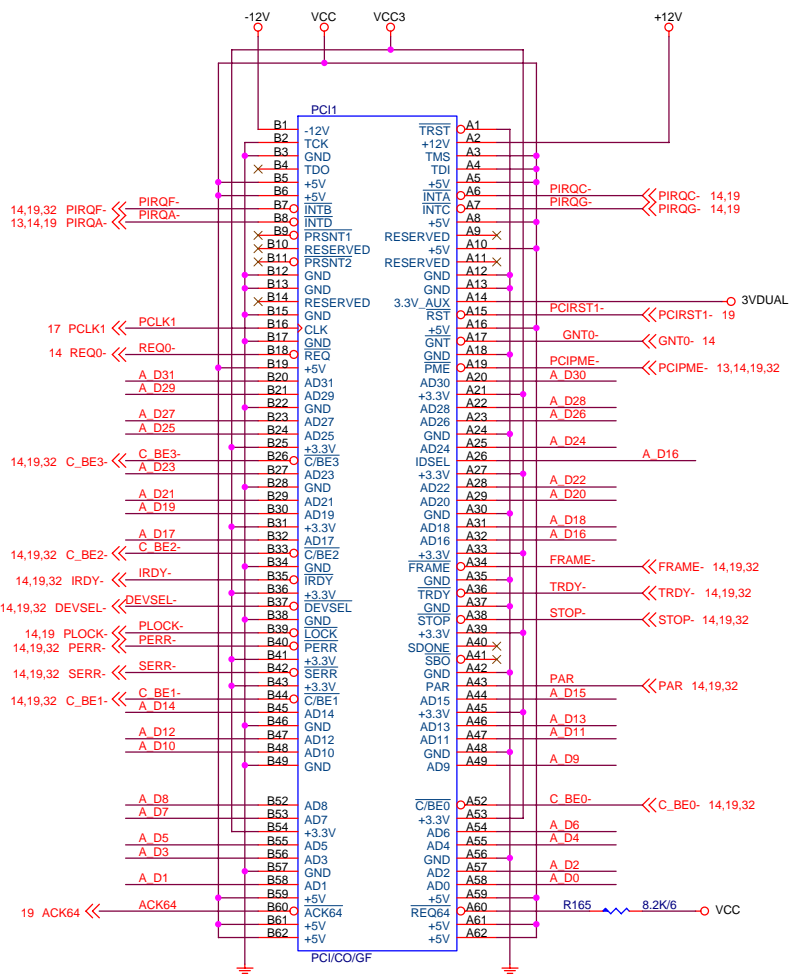 -12V VCC VCC3 +12V
PCI1
B1 -12V TRST A1
B2 TCK +12V A2
B3 GND TMS A3
B4 TDO TDI A4
B5 +5V +5V A5
B6 +5V INTA A6 PIRQC- PIRQC- 14,19
14,19,32 PIRQF- PIRQF- B7 INTB INTC A7 PIRQG- PIRQG- 14,19
13,14,19 PIRQA- PIRQA- B8 INTD +5V A8
B9 PRSNT1 RESERVED A9
B10 RESERVED +5V A10
B11 PRSNT2 RESERVED A11
B12 GND GND A12
B13 GND GND A13
B14 RESERVED 3.3V_AUX A14 3VDUAL
B15 GND RST A15 PCIRST1- PCIRST1- 19
17 PCLK1 PCLK1 B16 CLK +5V A16
B17 GND GNT A17 GNT0- GNT0- 14
14 REQ0- REQ0- B18 REQ GND A18
B19 +5V PME A19 PCIPME- PCIPME- 13,14,19,32
A_D31 B20 AD31 AD30 A20 A_D30
A_D29 B21 AD29 +3.3V A21
B22 GND AD28 A22 A_D28
A_D27 B23 AD27 AD26 A23 A_D26
A_D25 B24 AD25 GND A24
B25 +3.3V AD24 A25 A_D24
14,19,32 C_BE3- C_BE3- B26 C/BE3 IDSEL A26 A_D16
A_D23 B27 AD23 +3.3V A27
B28 GND AD22 A28 A_D22
A_D21 B29 AD21 AD20 A29 A_D20
A_D19 B30 AD19 GND A30
B31 +3.3V AD18 A31 A_D18
A_D17 B32 AD17 AD16 A32 A_D16
14,19,32 C_BE2- C_BE2- B33 C/BE2 +3.3V A33
B34 GND FRAME A34 FRAME- FRAME- 14,19,32
14,19,32 IRDY- IRDY- B35 IRDY GND A35
B36 +3.3V TRDY A36 TRDY- TRDY- 14,19,32
14,19,32 DEVSEL- DEVSEL- B37 DEVSEL GND A37
B38 GND STOP A38 STOP- STOP- 14,19,32
14,19 PLOCK- PLOCK- B39 LOCK +3.3V A39
14,19,32 PERR- PERR- B40 PERR SDONE A40
B41 +3.3V SBO A41
14,19,32 SERR- SERR- B42 SERR GND A42
B43 +3.3V PAR A43 PAR PAR 14,19,32
14,19,32 C_BE1- C_BE1- B44 C/BE1 AD15 A44 A_D15
A_D14 B45 AD14 +3.3V A45
B46 GND AD13 A46 A_D13
A_D12 B47 AD12 AD11 A47 A_D11
A_D10 B48 AD10 GND A48
B49 GND AD9 A49 A_D9
A_D8 B52 AD8 C/BE0 A52 C_BE0- C_BE0- 14,19,32
A_D7 B53 AD7 +3.3V A53
B54 +3.3V AD6 A54 A_D6
A_D5 B55 AD5 AD4 A55 A_D4
A_D3 B56 AD3 GND A56
B57 GND AD2 A57 A_D2
A_D1 B58 AD1 AD0 A58 A_D0
B59 +5V +5V A59
19 ACK64 ACK64 B60 ACK64 REQ64 A60 R165 8.2K/6 VCC
B61 +5V +5V A61
B62 +5V +5V A62
PCI/CO/GF